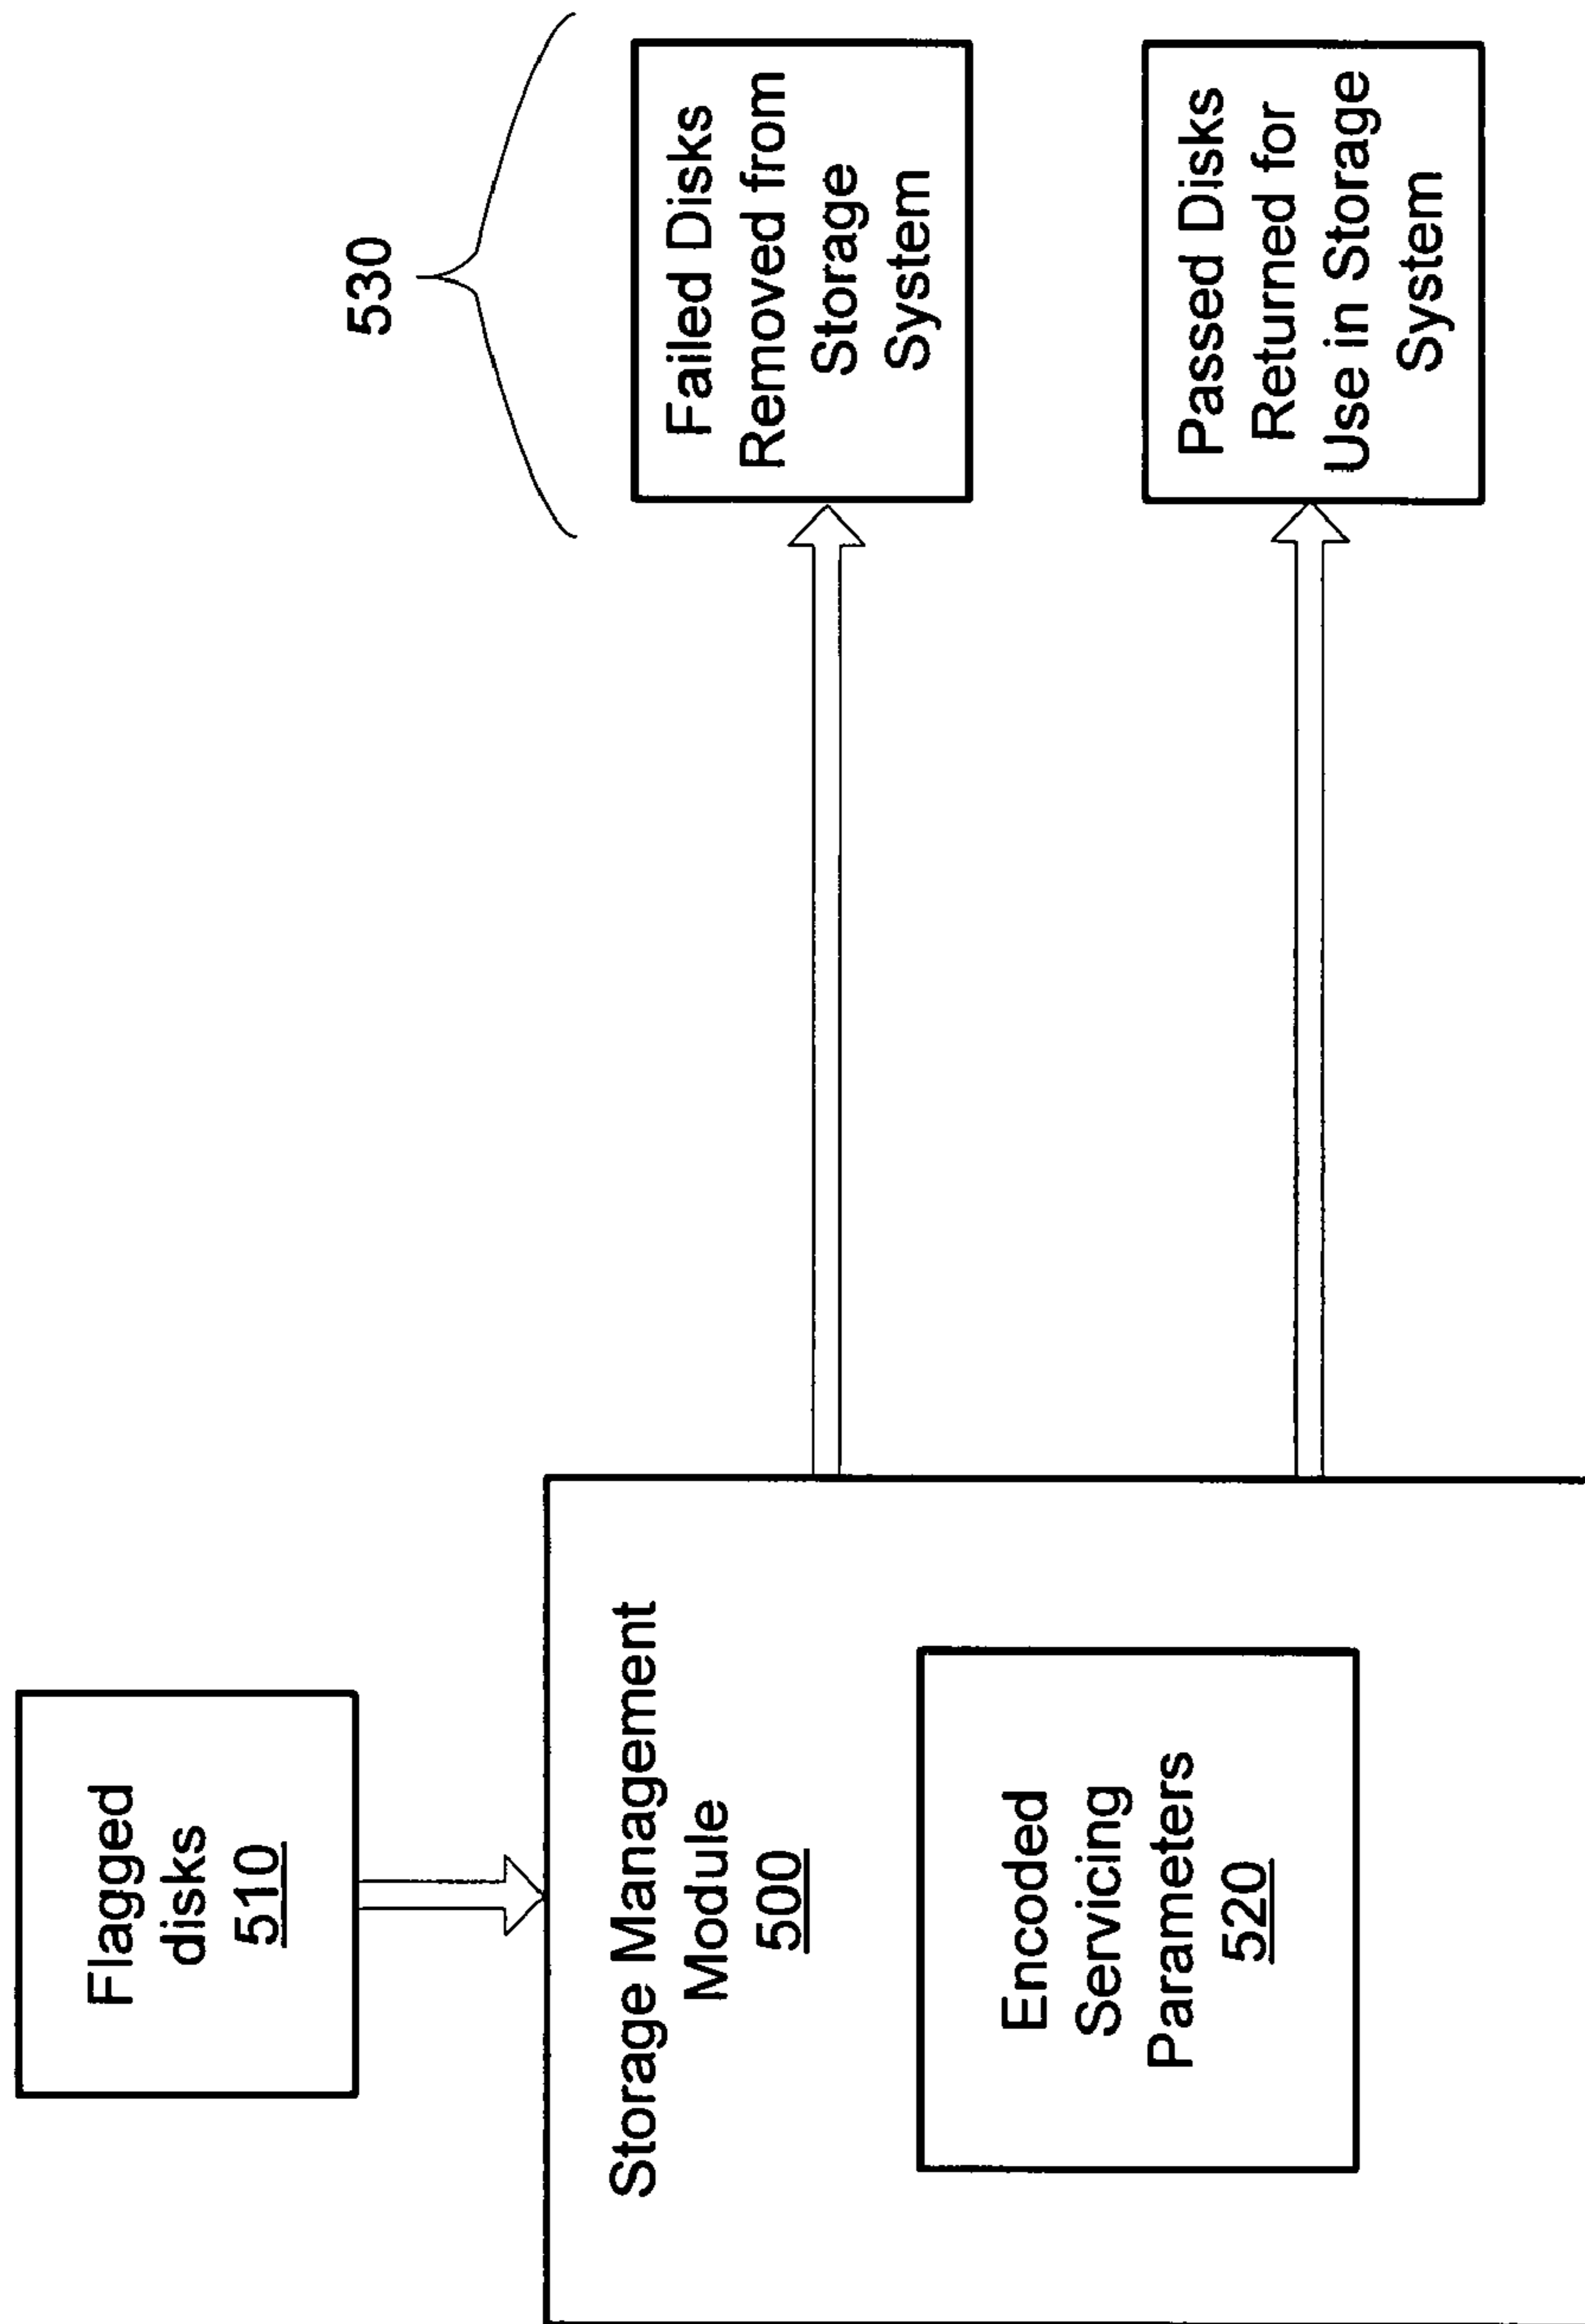 Flagged
disks
510
Storage Management
Module
500
Encoded
Servicing
Parameters
520
530
Failed Disks
Removed from
Storage
System
Passed Disks
Returned for
Use in Storage
System